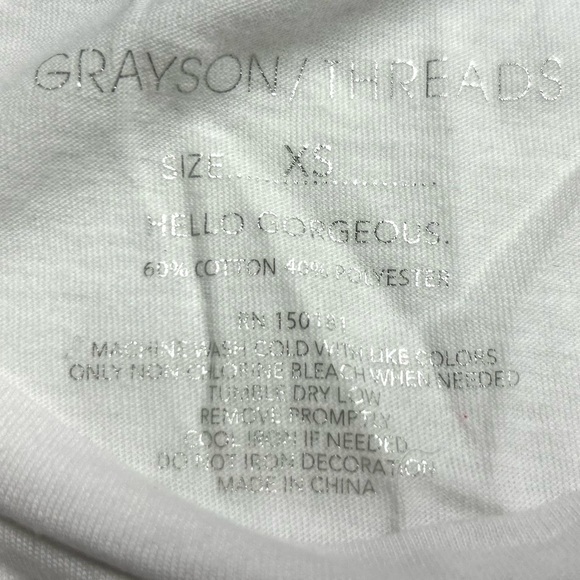 GRAYSON/THREADS
SIZE......XS..............
HELLO GORGEOUS.
60% COTTON 40% POLYESTER
RN 150181
MACHINE WASH COLD WITH LIKE COLORS
ONLY NON-CHLORINE BLEACH WHEN NEEDED
TUMBLE DRY LOW
REMOVE PROMPTLY
COOL IRON IF NEEDED
DO NOT IRON DECORATION
MADE IN CHINA